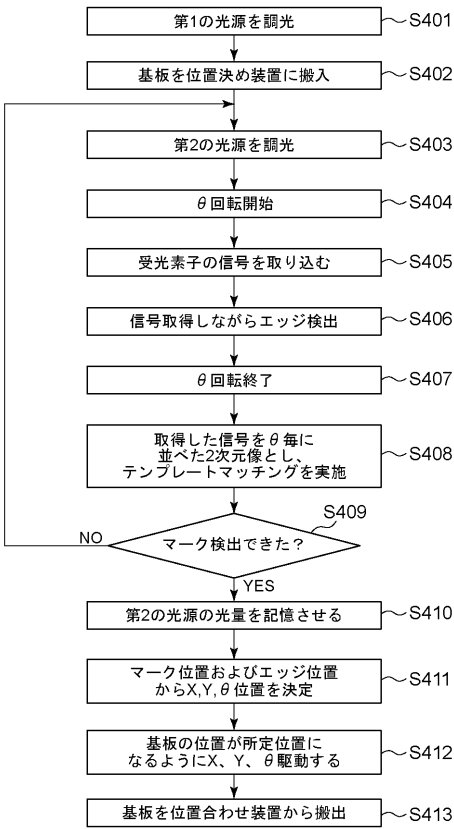 第1の光源を調光 S401
基板を位置決め装置に搬入 S402
第2の光源を調光 S403
θ回転開始 S404
受光素子の信号を取り込む S405
信号取得しながらエッジ検出 S406
θ回転終了 S407
取得した信号をθ毎に
並べた2次元像とし、
テンプレートマッチングを実施
S408
S409
マーク検出できた？
NO
YES
第2の光源の光量を記憶させる S410
マーク位置およびエッジ位置
からX,Y,θ位置を決定
S411
基板の位置が所定位置に
なるようにX、Y、θ駆動する
S412
基板を位置合わせ装置から搬出 S413